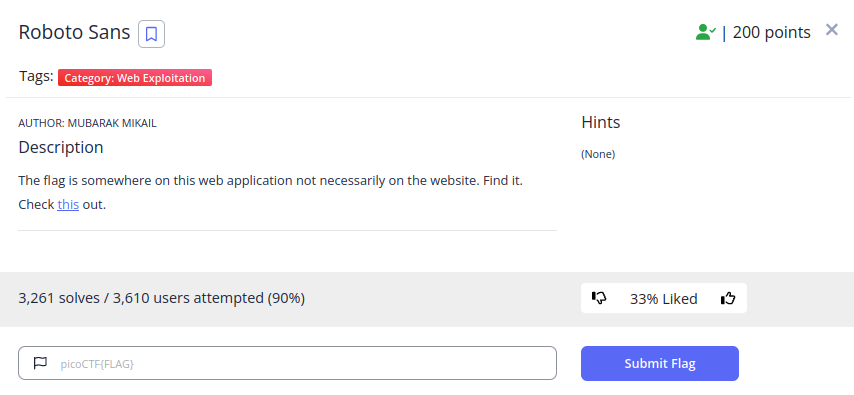 Roboto Sans
| 200 points
Tags: Category: Web Exploitation
AUTHOR: MUBARAK MIKAIL
Description
The flag is somewhere on this web application not necessarily on the website. Find it.
Check this out.
Hints
(None)
3,261 solves / 3,610 users attempted (90%)
33% Liked
picoCTF{FLAG}
Submit Flag